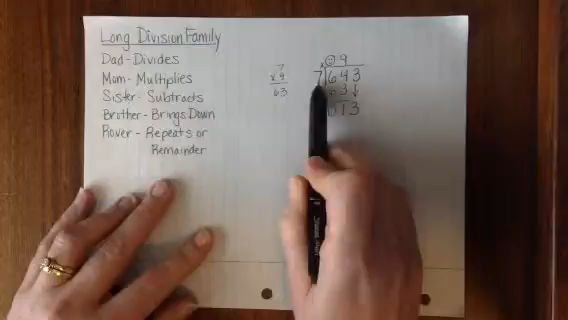 Long Division Family
Dad- Divides
Mom- Multiplies
Sister- Subtracts
Brother- Brings Down
Rover- Repeats or
Remainder
7
x 9
63
9
7 643
3 ↓
013